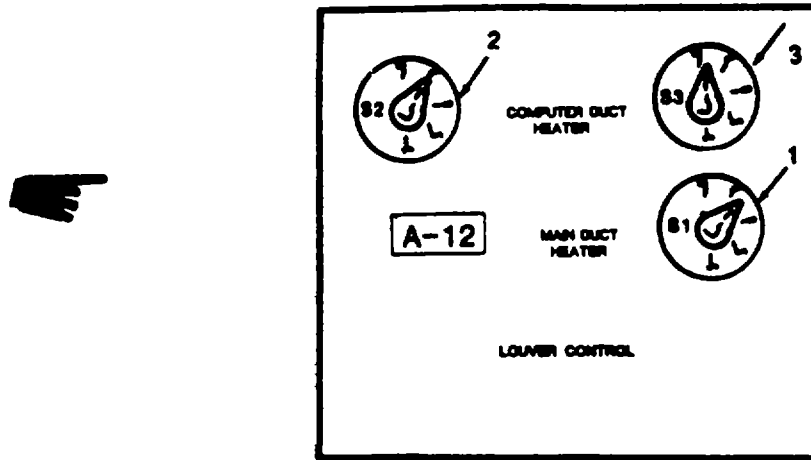 2
3
S2
COMPUTER DUCT
HEATER
S3
1
A-12
MAIN DUCT
HEATER
S1
LOUVER CONTROL